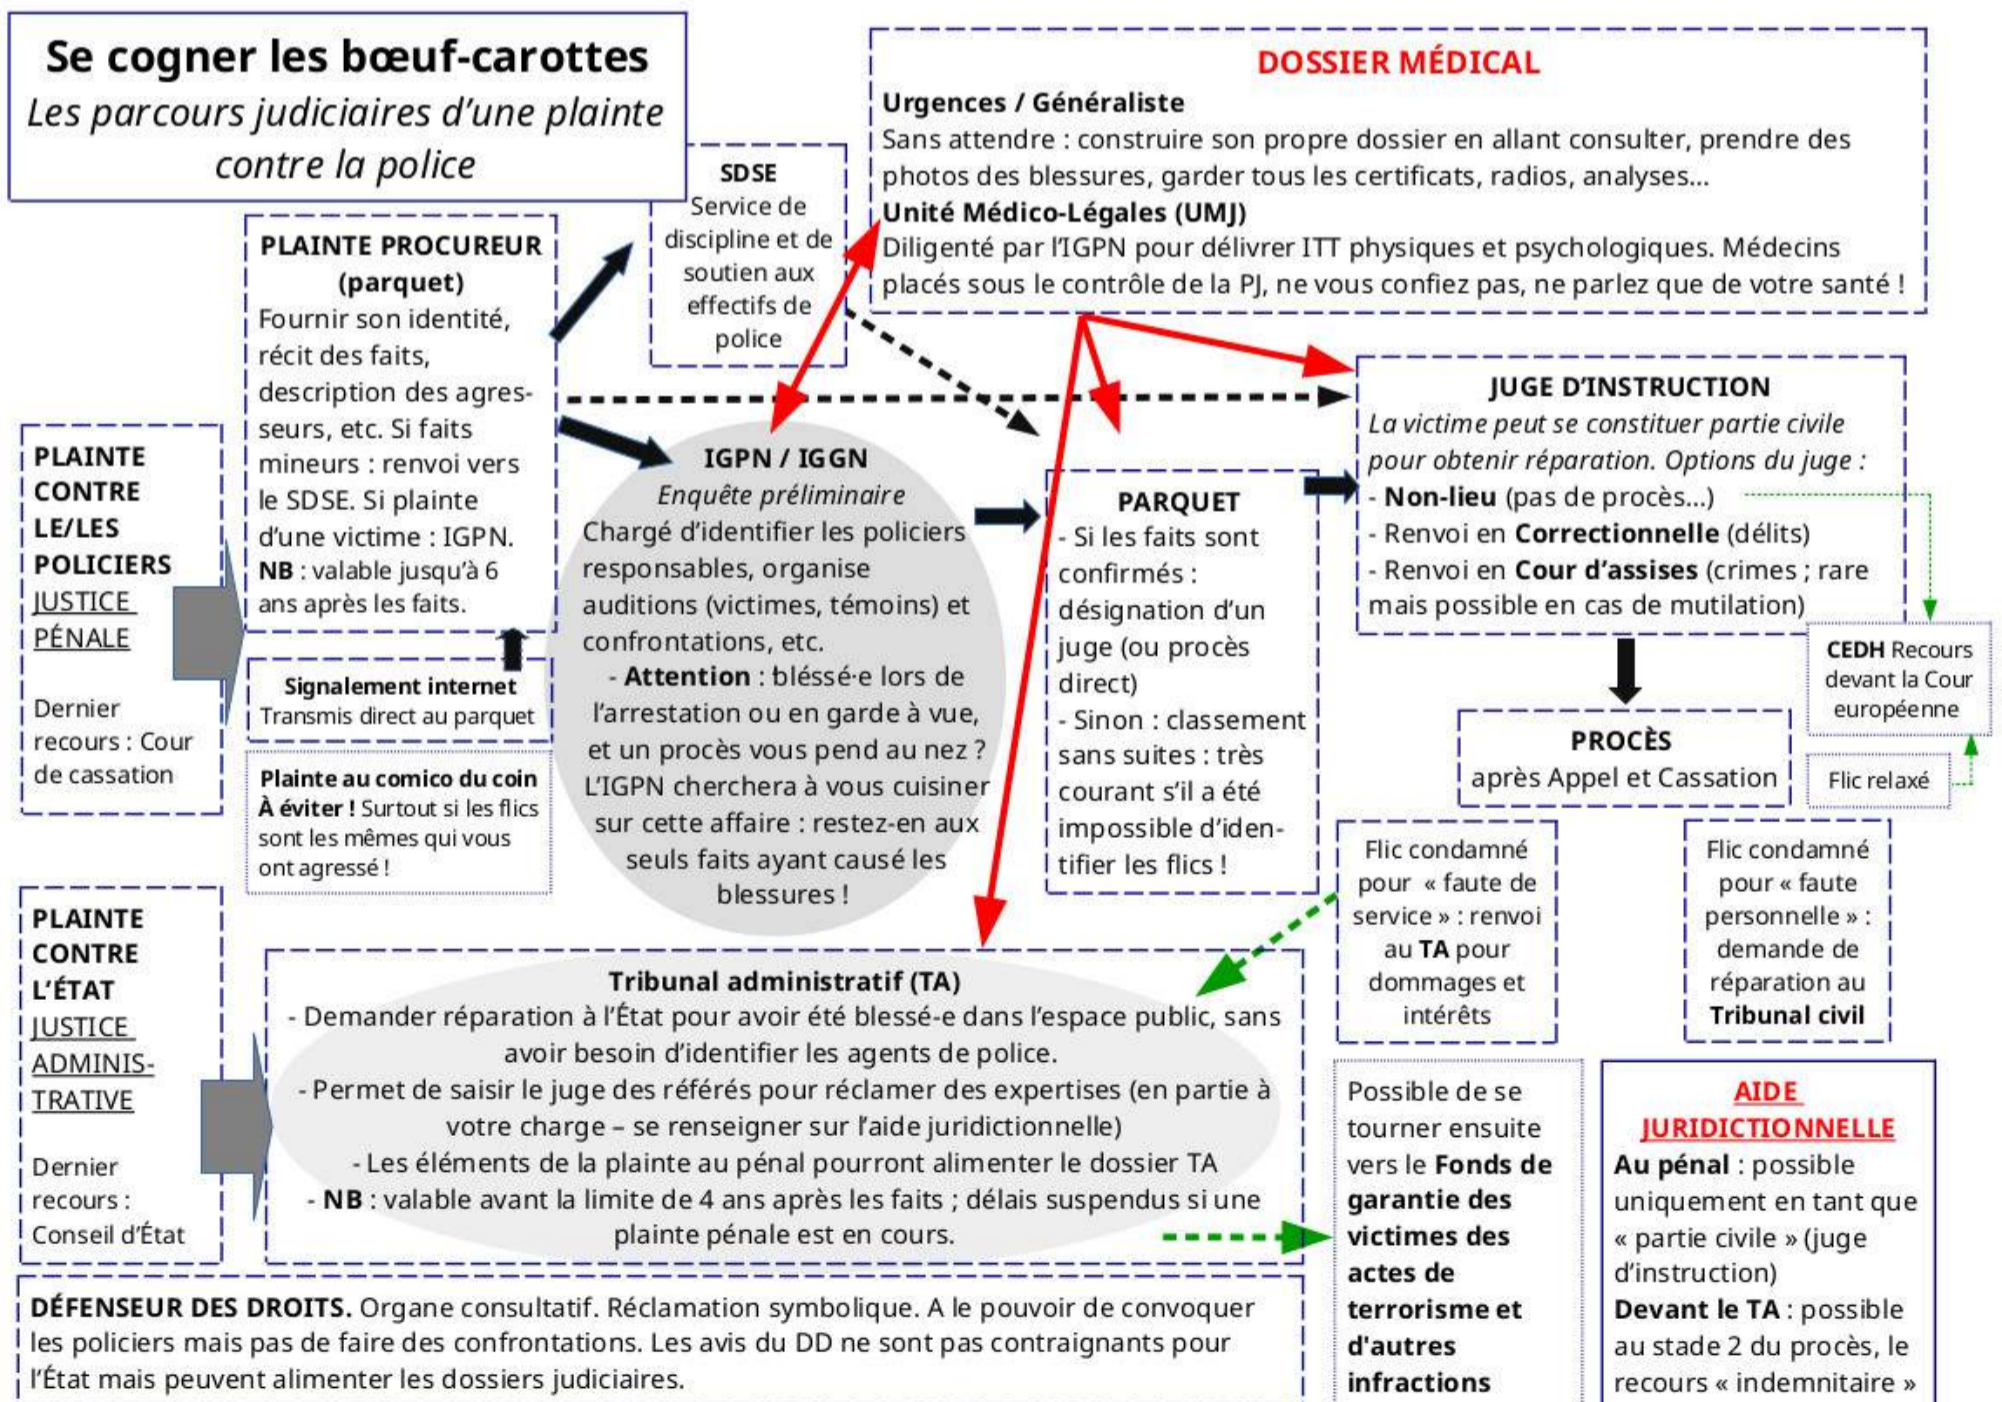 Se cogner les bœuf-carottes
Les parcours judiciaires d’une plainte
contre la police
DOSSIER MÉDICAL
Urgences / Généraliste
Sans attendre : construire son propre dossier en allant consulter, prendre des
photos des blessures, garder tous les certificats, radios, analyses…
Unité Médico-Légales (UMJ)
Diligenté par l’IGPN pour délivrer ITT physiques et psychologiques. Médecins
placés sous le contrôle de la PJ, ne vous confiez pas, ne parlez que de votre santé !
SDSE
Service de
discipline et de
soutien aux
effectifs de
police
PLAINTE PROCUREUR
(parquet)
Fournir son identité,
récit des faits,
description des agres-
seurs, etc. Si faits
mineurs : renvoi vers
le SDSE. Si plainte
d’une victime : IGPN.
NB : valable jusqu’à 6
ans après les faits.
PLAINTE
CONTRE
LE/LES
POLICIERS
JUSTICE
PÉNALE
Dernier
recours : Cour
de cassation
Signalement internet
Transmis direct au parquet
Plainte au comico du coin
À éviter ! Surtout si les flics
sont les mêmes qui vous
ont agressé !
IGPN / IGGN
Enquête préliminaire
Chargé d’identifier les policiers
responsables, organise
auditions (victimes, témoins) et
confrontations, etc.
- Attention : bléssé·e lors de
l’arrestation ou en garde à vue,
et un procès vous pend au nez ?
L’IGPN cherchera à vous cuisiner
sur cette affaire : restez-en aux
seuls faits ayant causé les
blessures !
PARQUET
- Si les faits sont
confirmés :
désignation d’un
juge (ou procès
direct)
- Sinon : classement
sans suites : très
courant s’il a été
impossible d’iden-
tifier les flics !
JUGE D’INSTRUCTION
La victime peut se constituer partie civile
pour obtenir réparation. Options du juge :
- Non-lieu (pas de procès…)
- Renvoi en Correctionnelle (délits)
- Renvoi en Cour d’assises (crimes ; rare
mais possible en cas de mutilation)
CEDH Recours
devant la Cour
européenne
PROCÈS
après Appel et Cassation
Flic relaxé
Flic condamné
pour « faute de
service » : renvoi
au TA pour
dommages et
intérêts
Flic condamné
pour « faute
personnelle » :
demande de
réparation au
Tribunal civil
PLAINTE
CONTRE
L’ÉTAT
JUSTICE
ADMINIS-
TRATIVE
Dernier
recours :
Conseil d’État
Tribunal administratif (TA)
- Demander réparation à l’État pour avoir été blessé-e dans l’espace public, sans
avoir besoin d’identifier les agents de police.
- Permet de saisir le juge des référés pour réclamer des expertises (en partie à
votre charge – se renseigner sur l’aide juridictionnelle)
- Les éléments de la plainte au pénal pourront alimenter le dossier TA
- NB : valable avant la limite de 4 ans après les faits ; délais suspendus si une
plainte pénale est en cours.
Possible de se
tourner ensuite
vers le Fonds de
garantie des
victimes des
actes de
terrorisme et
d'autres
infractions
AIDE
JURIDICTIONNELLE
Au pénal : possible
uniquement en tant que
« partie civile » (juge
d’instruction)
Devant le TA : possible
au stade 2 du procès, le
recours « indemnitaire »
DÉFENSEUR DES DROITS. Organe consultatif. Réclamation symbolique. A le pouvoir de convoquer
les policiers mais pas de faire des confrontations. Les avis du DD ne sont pas contraignants pour
l’État mais peuvent alimenter les dossiers judiciaires.